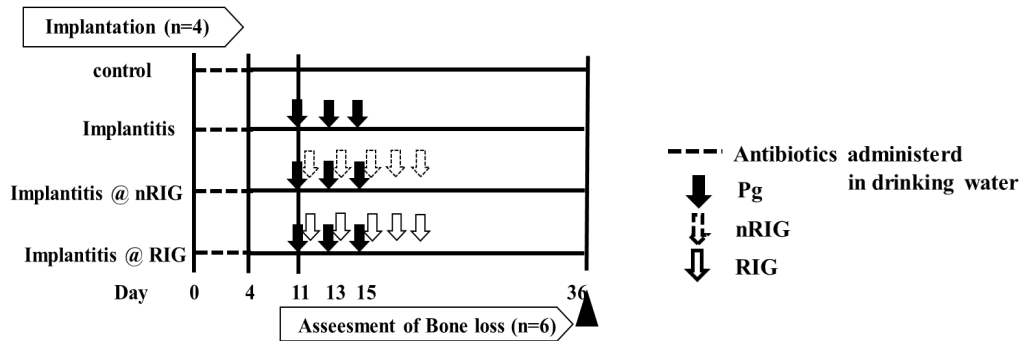 Implantation (n=4)
control
Implantitis
Implantitis @ nRIG
Implantitis @ RIG
Day 0 4 11 13 15 36
Asseesment of Bone loss (n=6)
Antibiotics administerd
in drinking water
Pg
nRIG
RIG